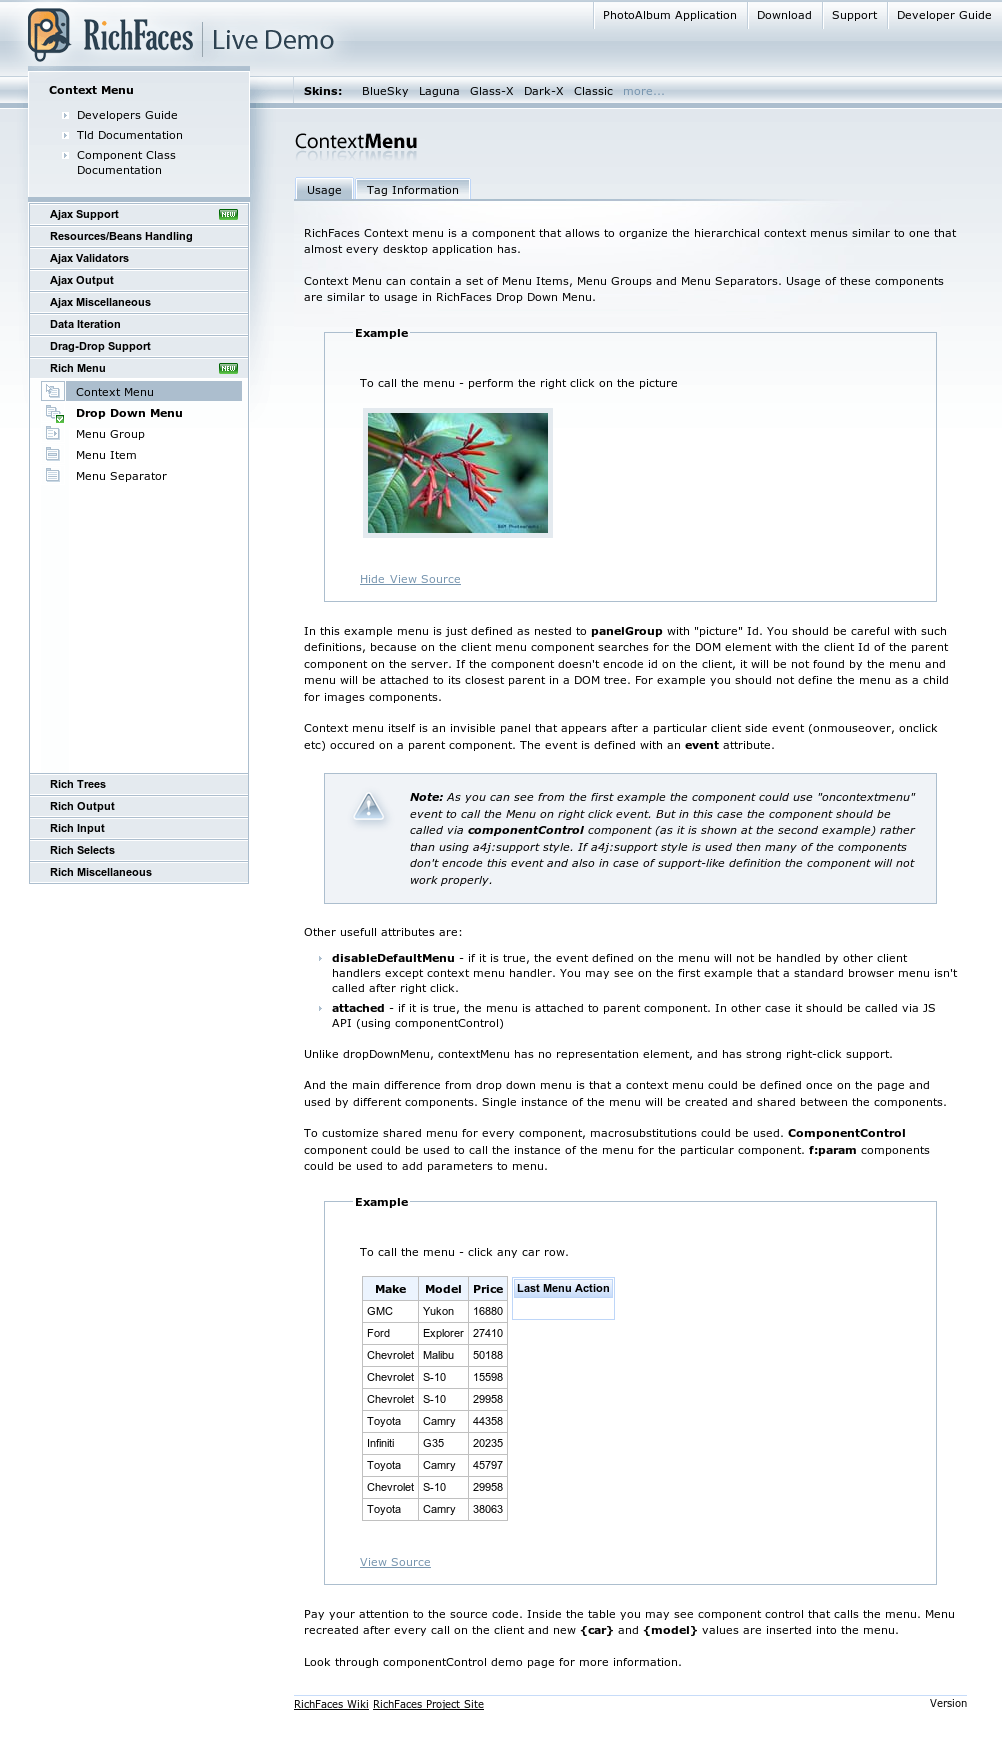 PhotoAlbum Application Download Support Developer Guide
RichFaces Live Demo
Context Menu
Developers Guide
Tld Documentation
Component Class
Documentation
Skins: BlueSky Laguna Glass-X Dark-X Classic more...
Ajax Support NEW
Resources/Beans Handling
Ajax Validators
Ajax Output
Ajax Miscellaneous
Data Iteration
Drag-Drop Support
Rich Menu NEW
Context Menu
Drop Down Menu
Menu Group
Menu Item
Menu Separator
Rich Trees
Rich Output
Rich Input
Rich Selects
Rich Miscellaneous
ContextMenu
Usage Tag Information
RichFaces Context menu is a component that allows to organize the hierarchical context menus similar to one that
almost every desktop application has.
Context Menu can contain a set of Menu Items, Menu Groups and Menu Separators. Usage of these components
are similar to usage in RichFaces Drop Down Menu.
Example
To call the menu - perform the right click on the picture
Hide View Source
In this example menu is just defined as nested to panelGroup with "picture" Id. You should be careful with such
definitions, because on the client menu component searches for the DOM element with the client Id of the parent
component on the server. If the component doesn't encode id on the client, it will be not found by the menu and
menu will be attached to its closest parent in a DOM tree. For example you should not define the menu as a child
for images components.
Context menu itself is an invisible panel that appears after a particular client side event (onmouseover, onclick
etc) occured on a parent component. The event is defined with an event attribute.
Note: As you can see from the first example the component could use "oncontextmenu"
event to call the Menu on right click event. But in this case the component should be
called via componentControl component (as it is shown at the second example) rather
than using a4j:support style. If a4j:support style is used then many of the components
don't encode this event and also in case of support-like definition the component will not
work properly.
Other usefull attributes are:
disableDefaultMenu - if it is true, the event defined on the menu will not be handled by other client
handlers except context menu handler. You may see on the first example that a standard browser menu isn't
called after right click.
attached - if it is true, the menu is attached to parent component. In other case it should be called via JS
API (using componentControl)
Unlike dropDownMenu, contextMenu has no representation element, and has strong right-click support.
And the main difference from drop down menu is that a context menu could be defined once on the page and
used by different components. Single instance of the menu will be created and shared between the components.
To customize shared menu for every component, macrosubstitutions could be used. ComponentControl
component could be used to call the instance of the menu for the particular component. f:param components
could be used to add parameters to menu.
Example
To call the menu - click any car row.
Make Model Price Last Menu Action
GMC Yukon 16880
Ford Explorer 27410
Chevrolet Malibu 50188
Chevrolet S-10 15598
Chevrolet S-10 29958
Toyota Camry 44358
Infiniti G35 20235
Toyota Camry 45797
Chevrolet S-10 29958
Toyota Camry 38063
View Source
Pay your attention to the source code. Inside the table you may see component control that calls the menu. Menu
recreated after every call on the client and new {car} and {model} values are inserted into the menu.
Look through componentControl demo page for more information.
RichFaces Wiki RichFaces Project Site Version